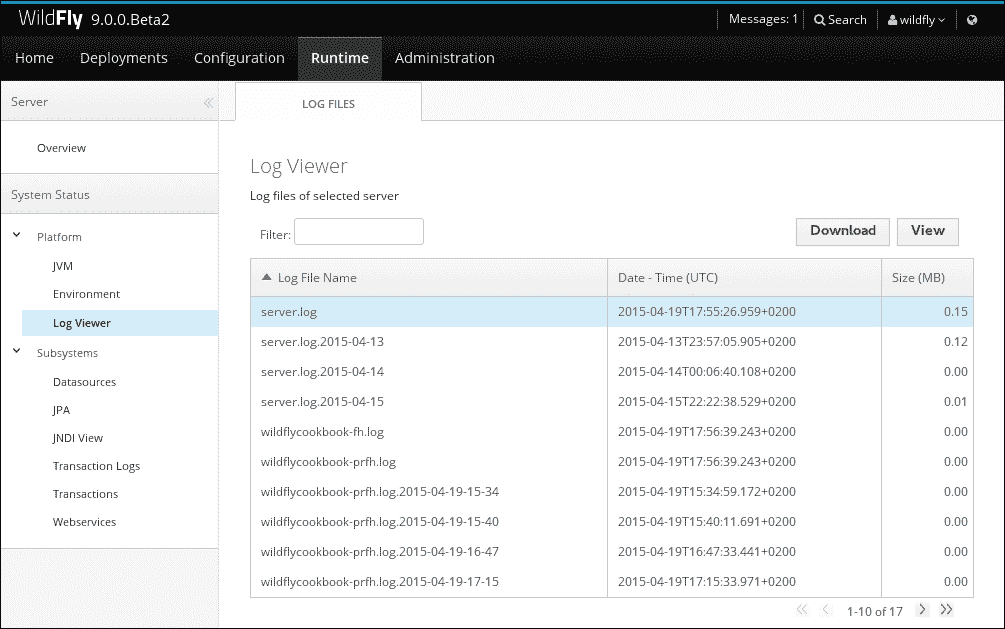 WildFly 9.0.0.Beta2 Messages: 1 Search wildfly
Home Deployments Configuration Runtime Administration
Server
LOG FILES
Overview
System Status
Platform
JVM
Environment
Log Viewer
Subsystems
Datasources
JPA
JNDI View
Transaction Logs
Transactions
Webservices
Log Viewer
Log files of selected server
Filter: Download View
Log File Name Date - Time (UTC) Size (MB)
server.log 2015-04-19T17:55:26.959+0200 0.15
server.log.2015-04-13 2015-04-13T23:57:05.905+0200 0.12
server.log.2015-04-14 2015-04-14T00:06:40.108+0200 0.00
server.log.2015-04-15 2015-04-15T22:22:38.529+0200 0.01
wildflycookbook-fh.log 2015-04-19T17:56:39.243+0200 0.00
wildflycookbook-prfh.log 2015-04-19T17:56:39.243+0200 0.00
wildflycookbook-prfh.log.2015-04-19-15-34 2015-04-19T15:34:59.172+0200 0.00
wildflycookbook-prfh.log.2015-04-19-15-40 2015-04-19T15:40:11.691+0200 0.00
wildflycookbook-prfh.log.2015-04-19-16-47 2015-04-19T16:47:33.441+0200 0.00
wildflycookbook-prfh.log.2015-04-19-17-15 2015-04-19T17:15:33.971+0200 0.00
1-10 of 17